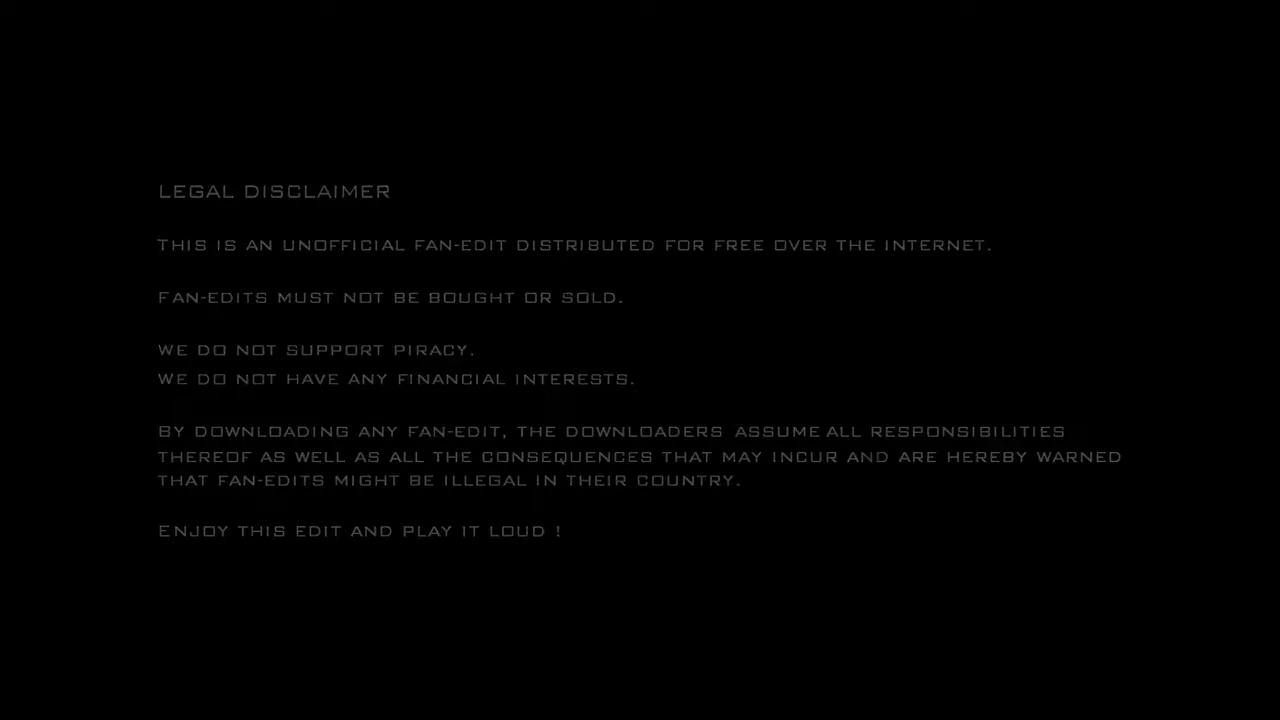 LEGAL DISCLAIMER
THIS IS AN UNOFFICIAL FAN-EDIT DISTRIBUTED FOR FREE OVER THE INTERNET.
FAN-EDITS MUST NOT BE BOUGHT OR SOLD.
WE DO NOT SUPPORT PIRACY.
WE DO NOT HAVE ANY FINANCIAL INTERESTS.
BY DOWNLOADING ANY FAN-EDIT, THE DOWNLOADERS ASSUME ALL RESPONSIBILITIES
THEREOF AS WELL AS ALL THE CONSEQUENCES THAT MAY INCUR AND ARE HEREBY WARNED
THAT FAN-EDITS MIGHT BE ILLEGAL IN THEIR COUNTRY.
ENJOY THIS EDIT AND PLAY IT LOUD !